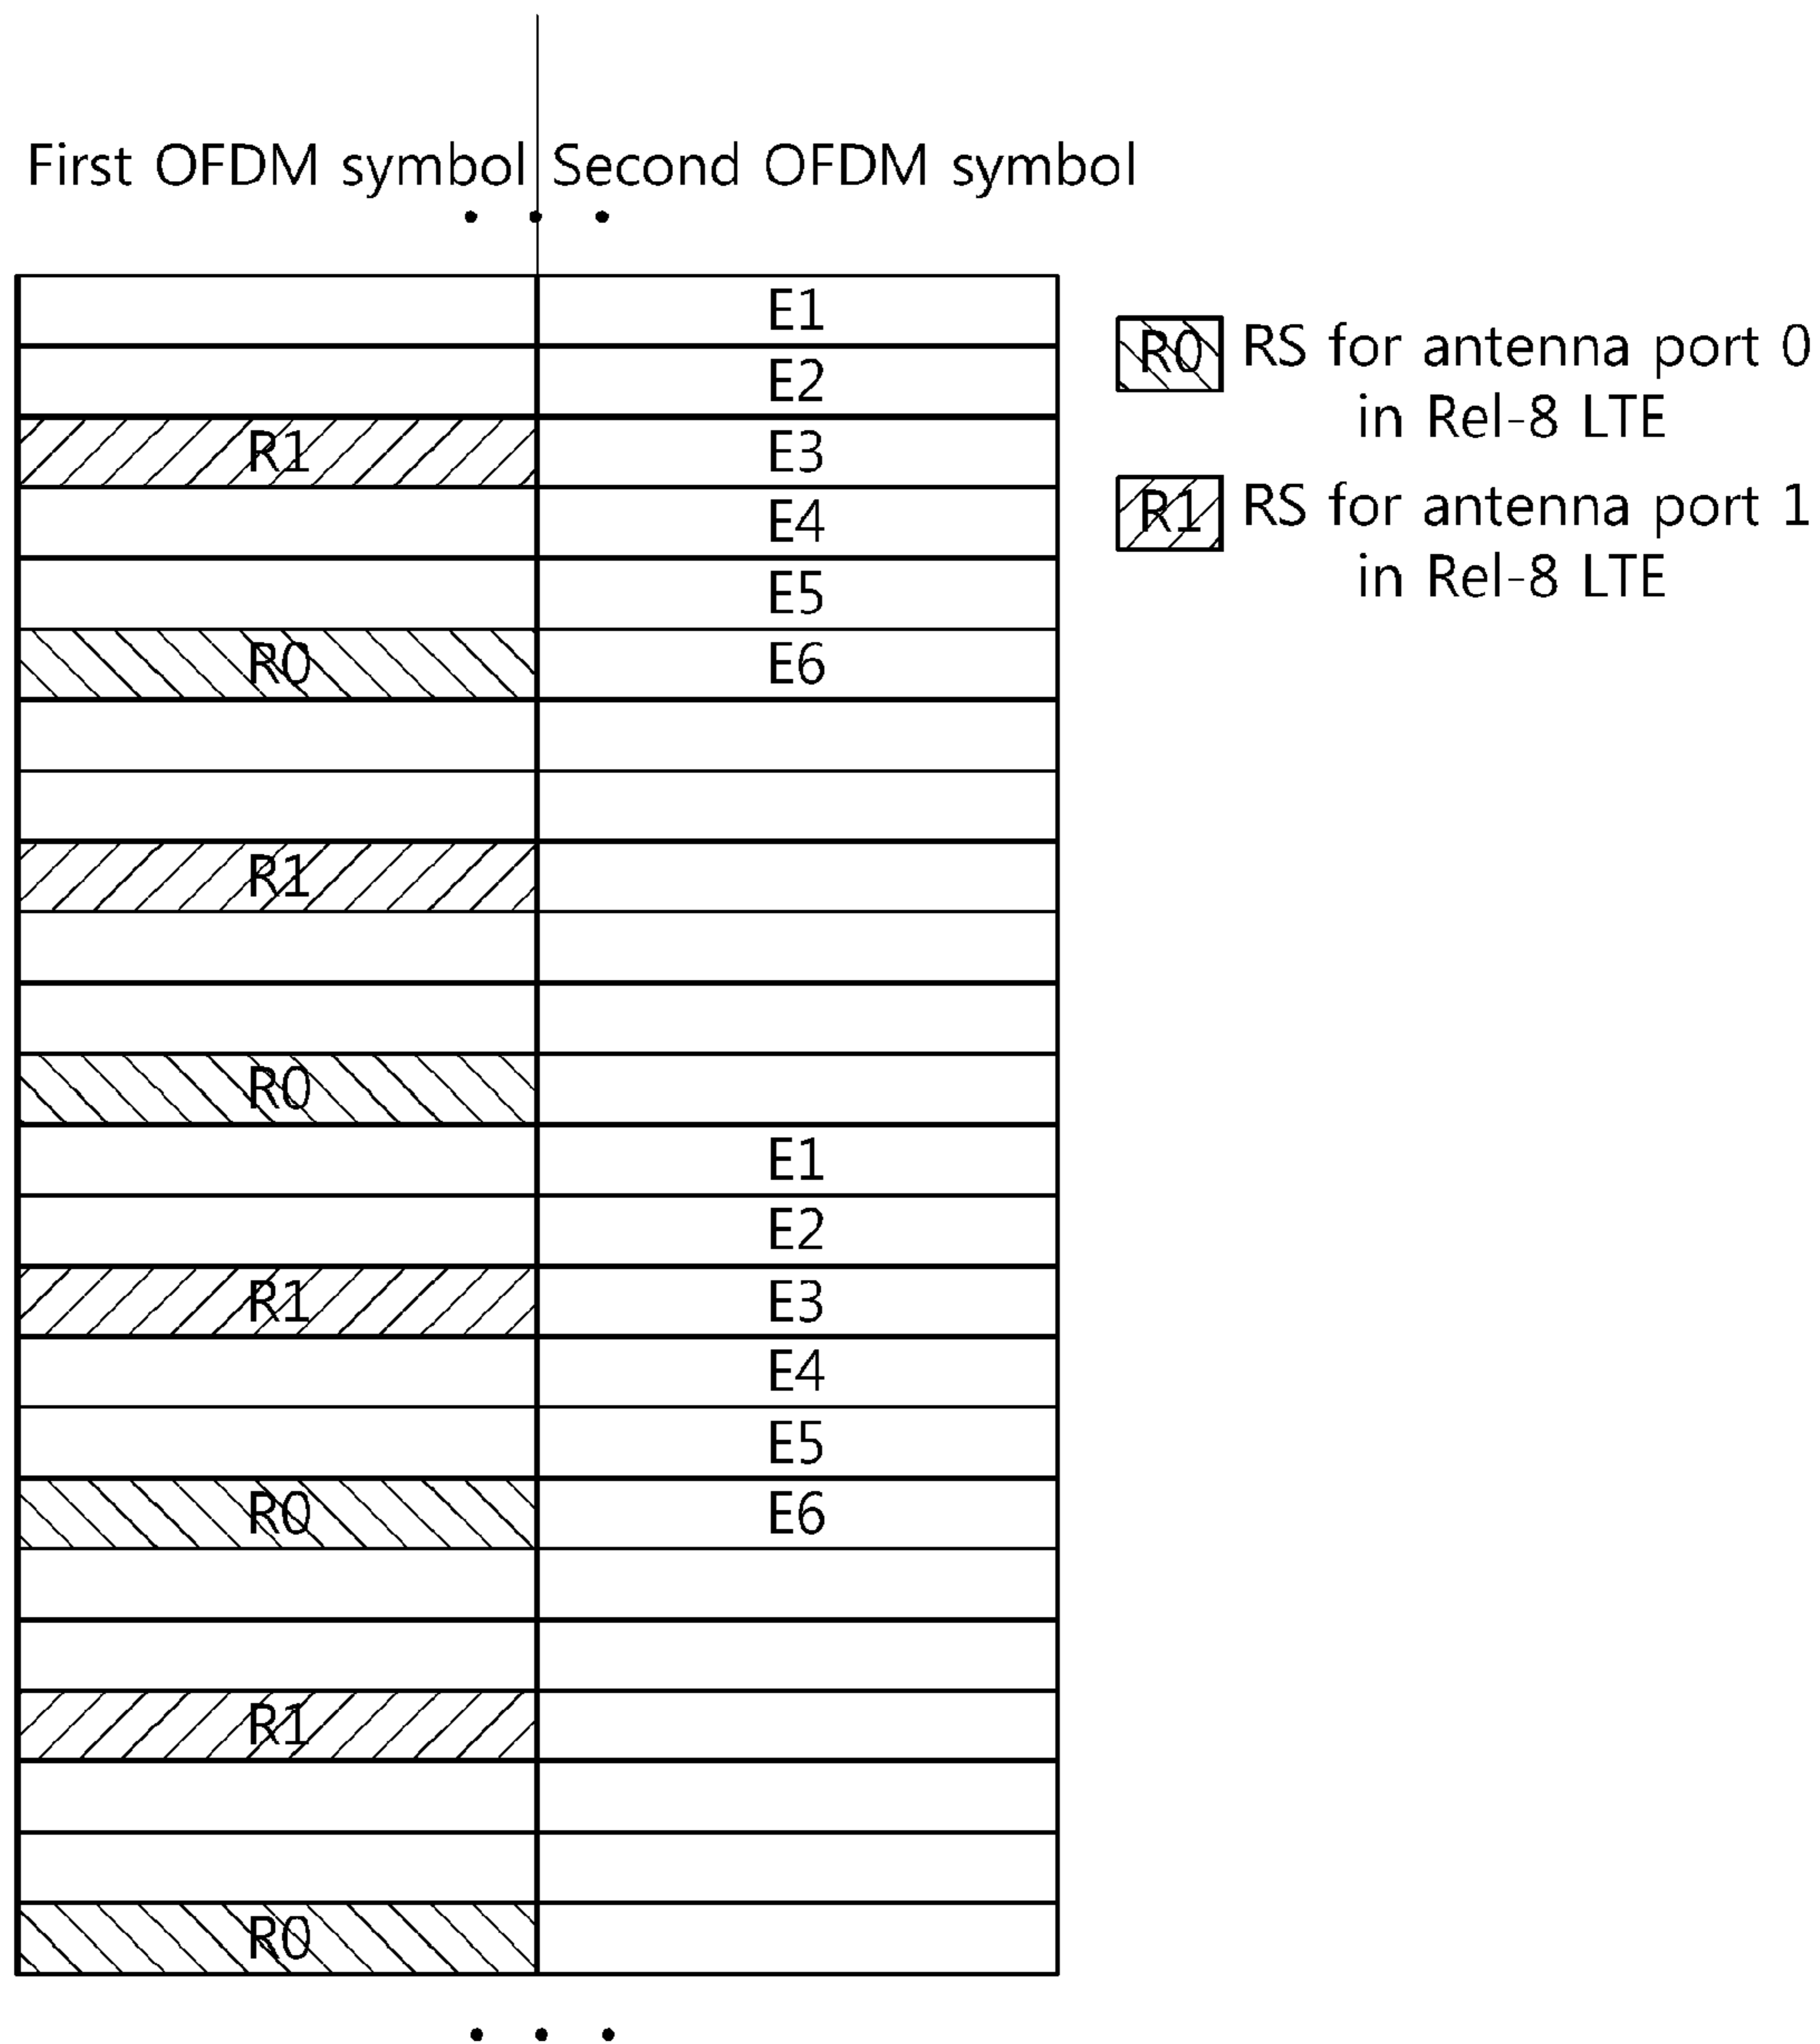 First OFDM symbol Second OFDM symbol
. . .
E1
E2
R1 E3
E4
E5
R0 E6
R1
R0
E1
E2
R1 E3
E4
E5
R0 E6
R1
R0
. . .
R0 RS for antenna port 0
in Rel-8 LTE
R1 RS for antenna port 1
in Rel-8 LTE